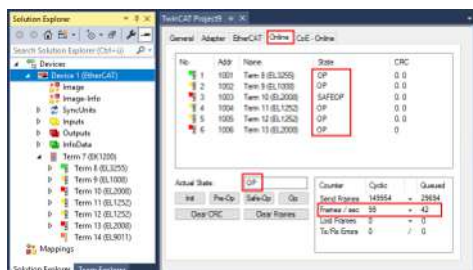 Solution Explorer
Search Solution Explorer (Ctrl+ü)
Devices
Device 1 (EtherCAT)
Image
Image-Info
SyncUnits
Inputs
Outputs
InfoData
Term 7 (EK1200)
Term 8 (EL3255)
Term 9 (EL1008)
Term 10 (EL2008)
Term 11 (EL1252)
Term 12 (EL1252)
Term 13 (EL2008)
Term 14 (EL9011)
Mappings
Solution Explorer Team Explorer
TwinCAT Project9
General Adapter EtherCAT Online CoE - Online
No Addr Name State CRC
1 1001 Term 8 (EL3255) OP 0. 0
2 1002 Term 9 (EL1008) OP 0. 0
3 1003 Term 10 (EL2008) SAFEOP 0. 0
4 1004 Term 11 (EL1252) OP 0. 0
5 1005 Term 12 (EL1252) OP 0. 0
6 1006 Term 13 (EL2008) OP 0
Actual State: OP
Init Pre-Op Safe-Op Op
Clear CRC Clear Frames
Counter Cyclic Queued
Send Frames 149554 + 29694
Frames / sec + 42
Lost Frames 0 + 0
Tx/Rx Errors 0 / 0